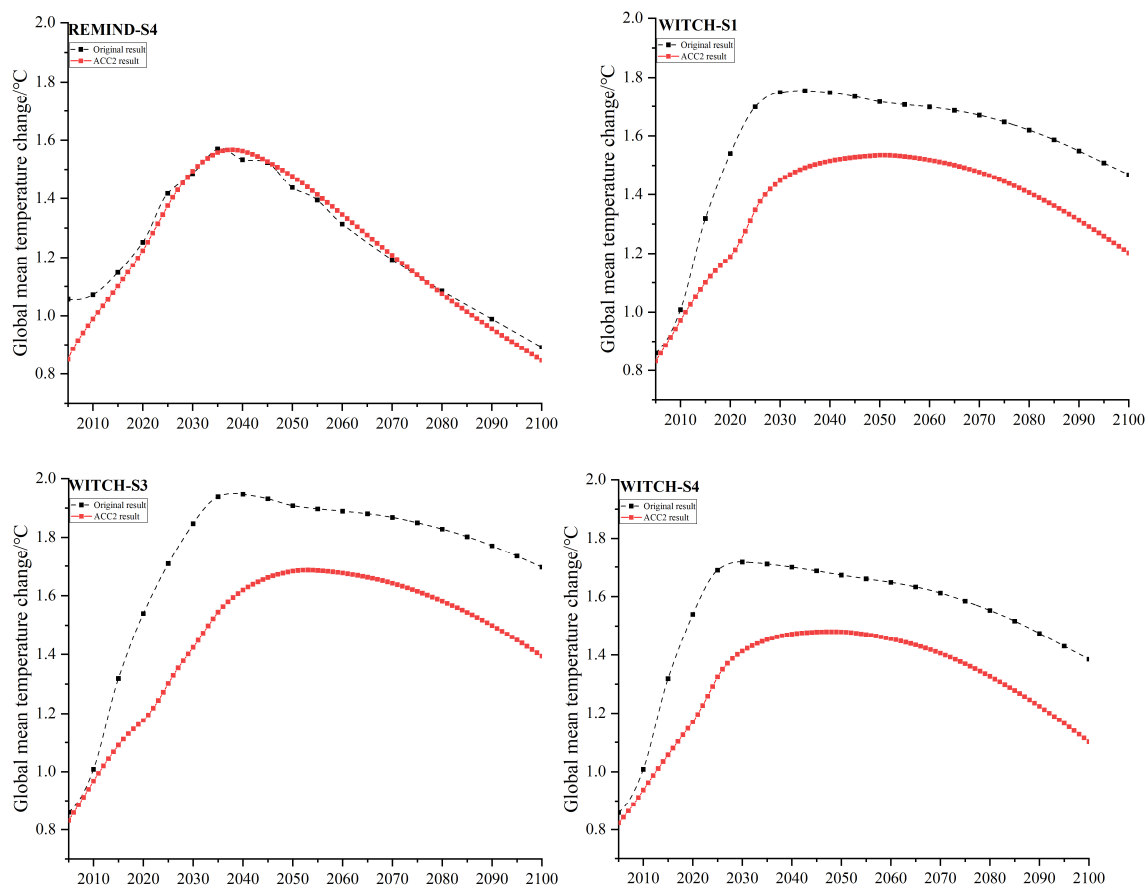 REMIND-S4
Original result
ACC2 result
Global mean temperature change/°C
2.0
1.8
1.6
1.4
1.2
1.0
0.8
2010 2020 2030 2040 2050 2060 2070 2080 2090 2100
WITCH-S1
Original result
ACC2 result
Global mean temperature change/°C
2.0
1.8
1.6
1.4
1.2
1.0
0.8
2010 2020 2030 2040 2050 2060 2070 2080 2090 2100
WITCH-S3
Original result
ACC2 result
Global mean temperature change/°C
2.0
1.8
1.6
1.4
1.2
1.0
0.8
2010 2020 2030 2040 2050 2060 2070 2080 2090 2100
WITCH-S4
Original result
ACC2 result
Global mean temperature change/°C
2.0
1.8
1.6
1.4
1.2
1.0
0.8
2010 2020 2030 2040 2050 2060 2070 2080 2090 2100